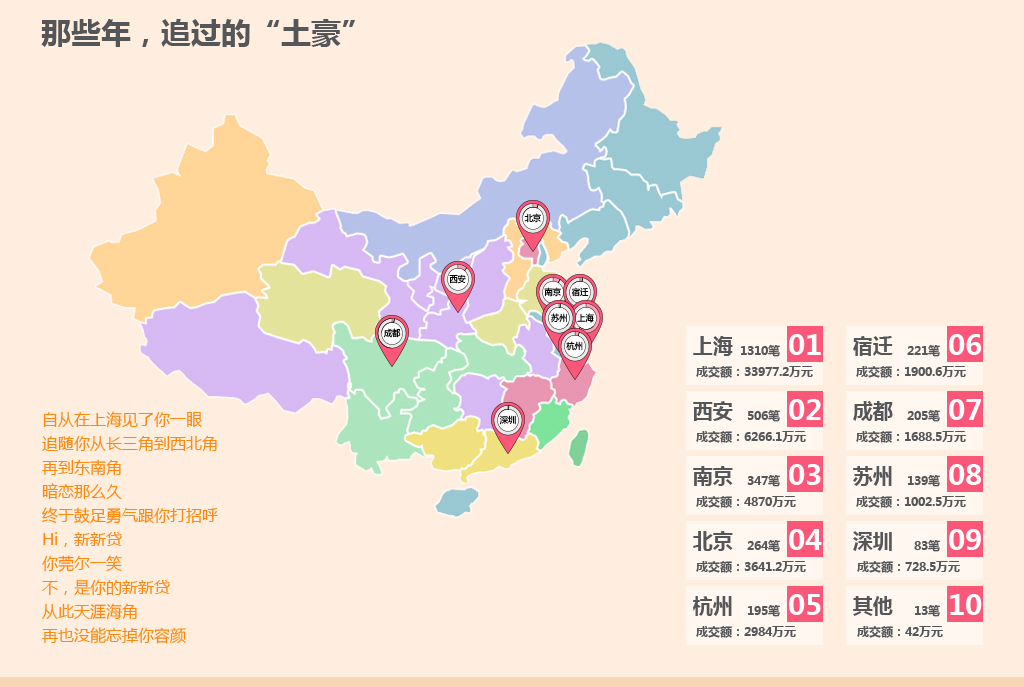 那些年，追过的“土豪”
北京
西安
南京
宿迁
苏州
上海
成都
杭州
深圳
自从在上海见了你一眼
追随你从长三角到西北角
再到东南角
暗恋那么久
终于鼓足勇气跟你打招呼
Hi，新新贷
你莞尔一笑
不，是你的新新贷
从此天涯海角
再也没能忘掉你容颜
上海 1310笔 01
成交额：33977.2万元
西安 506笔 02
成交额：6266.1万元
南京 347笔 03
成交额：4870万元
北京 264笔 04
成交额：3641.2万元
杭州 195笔 05
成交额：2984万元
宿迁 221笔 06
成交额：1900.6万元
成都 205笔 07
成交额：1688.5万元
苏州 139笔 08
成交额：1002.5万元
深圳 83笔 09
成交额：728.5万元
其他 13笔 10
成交额：42万元